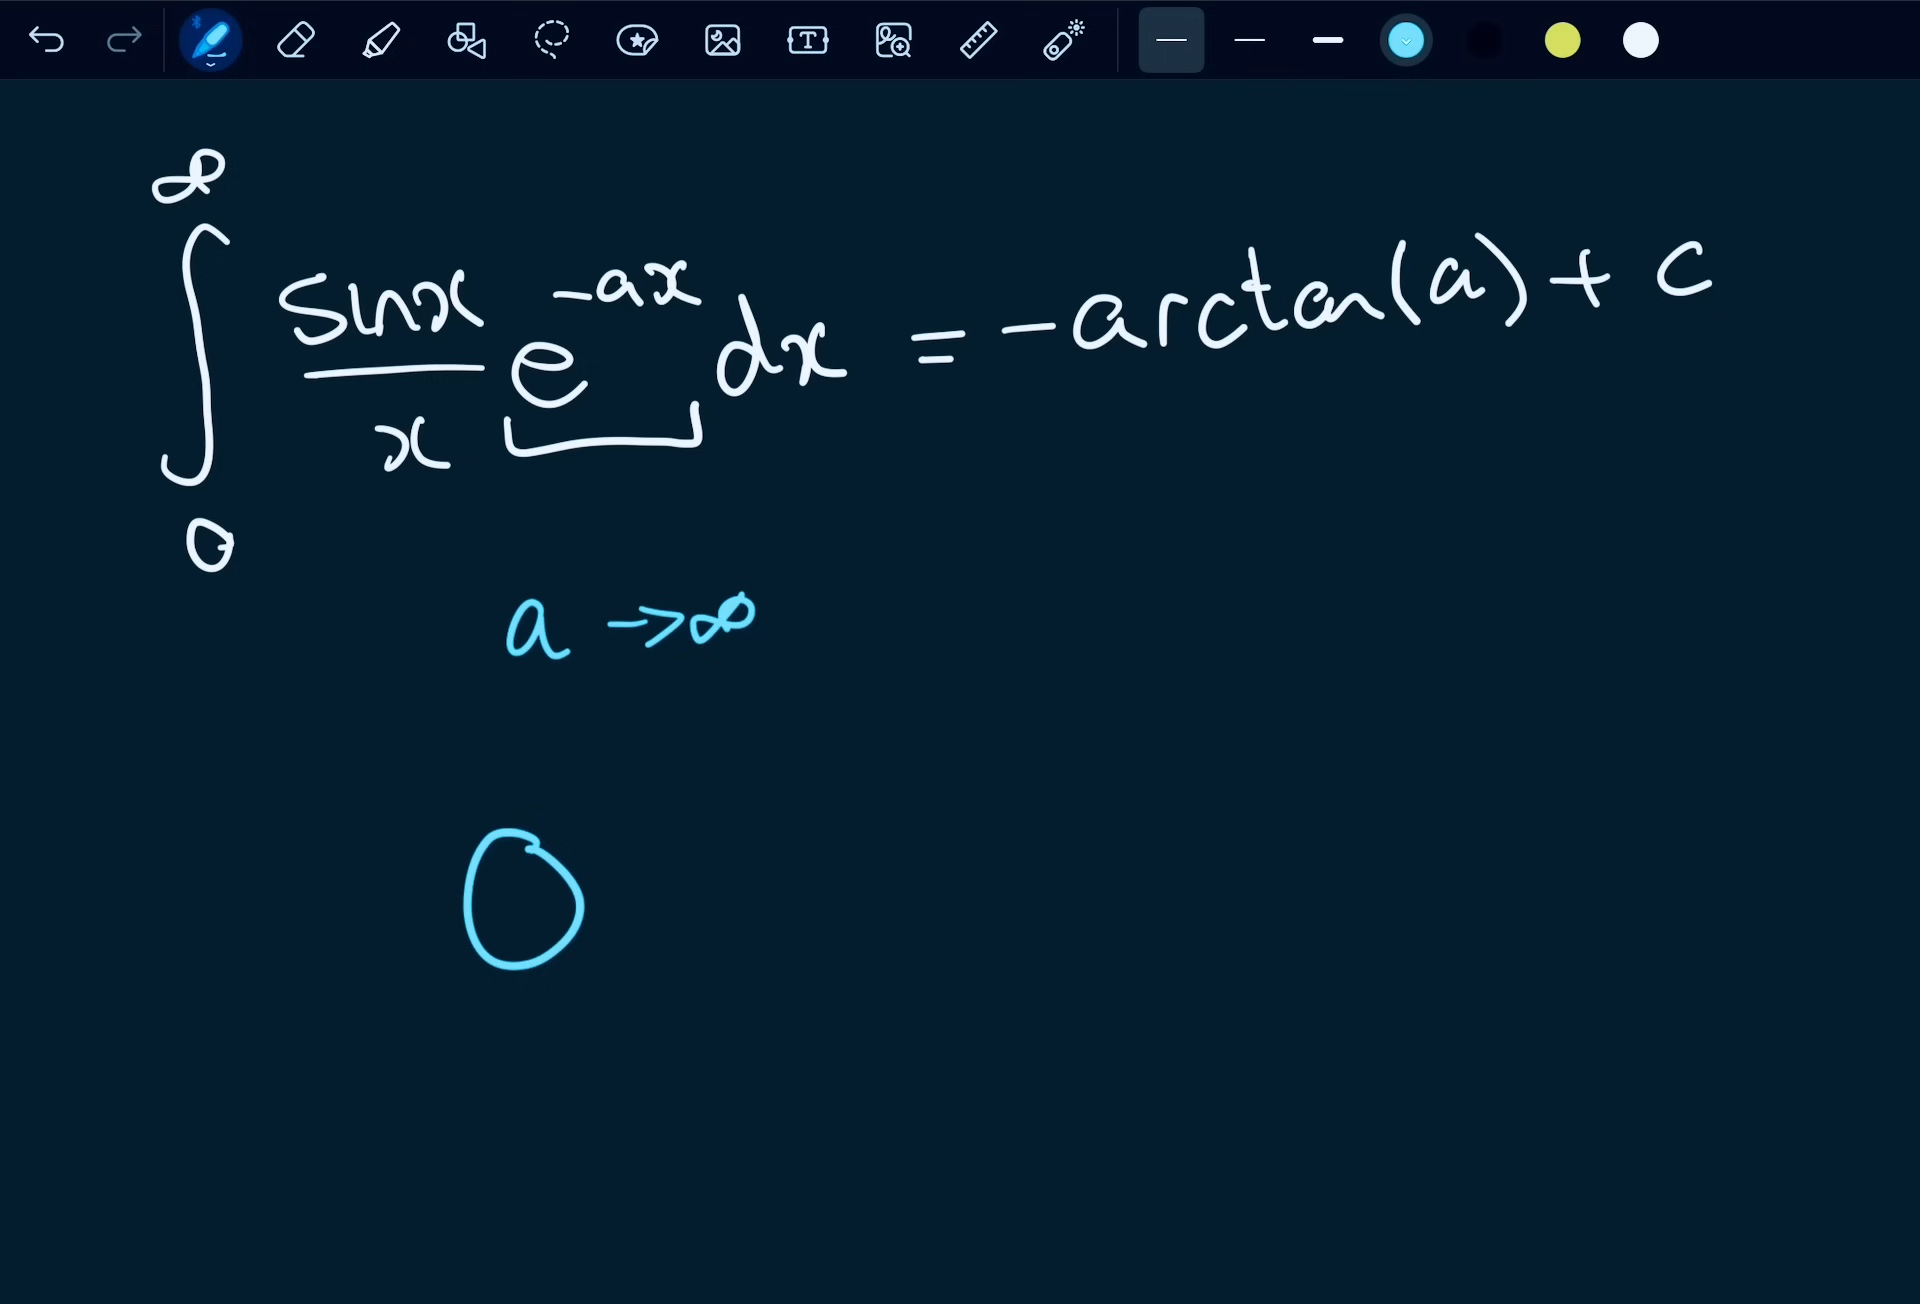 ∫₀^∞ sinx/x e^(-ax) dx = -arctan(a) + c
a → ∞
0